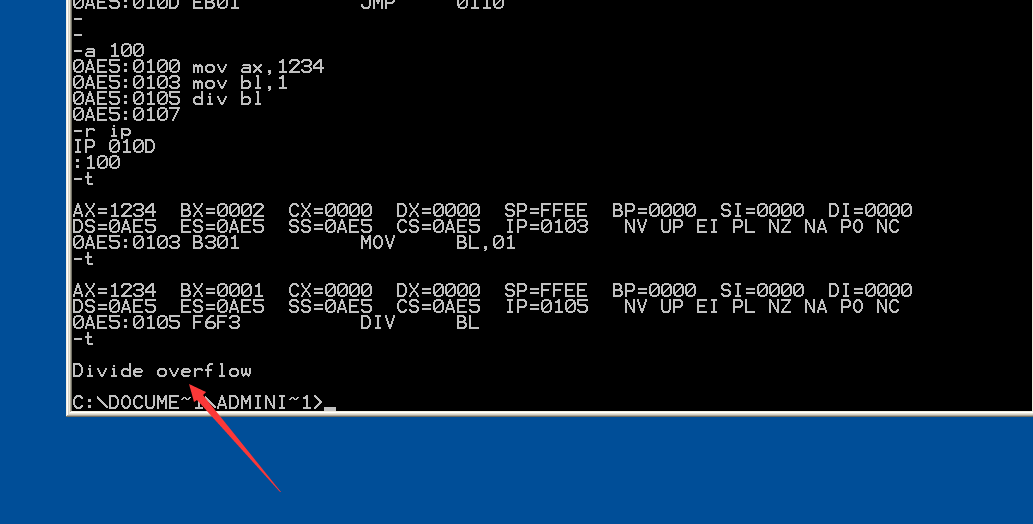 0AE5:010D EB01 JMP 0110
-
-
-a 100
0AE5:0100 mov ax,1234
0AE5:0103 mov bl,1
0AE5:0105 div bl
0AE5:0107
-r ip
IP 010D
:100
-t
AX=1234 BX=0002 CX=0000 DX=0000 SP=FFEE BP=0000 SI=0000 DI=0000
DS=0AE5 ES=0AE5 SS=0AE5 CS=0AE5 IP=0103 NV UP EI PL NZ NA PO NC
0AE5:0103 B301 MOV BL,01
-t
AX=1234 BX=0001 CX=0000 DX=0000 SP=FFEE BP=0000 SI=0000 DI=0000
DS=0AE5 ES=0AE5 SS=0AE5 CS=0AE5 IP=0105 NV UP EI PL NZ NA PO NC
0AE5:0105 F6F3 DIV BL
-t
Divide overflow
C:\DOCUME~1\ADMINI~1>_